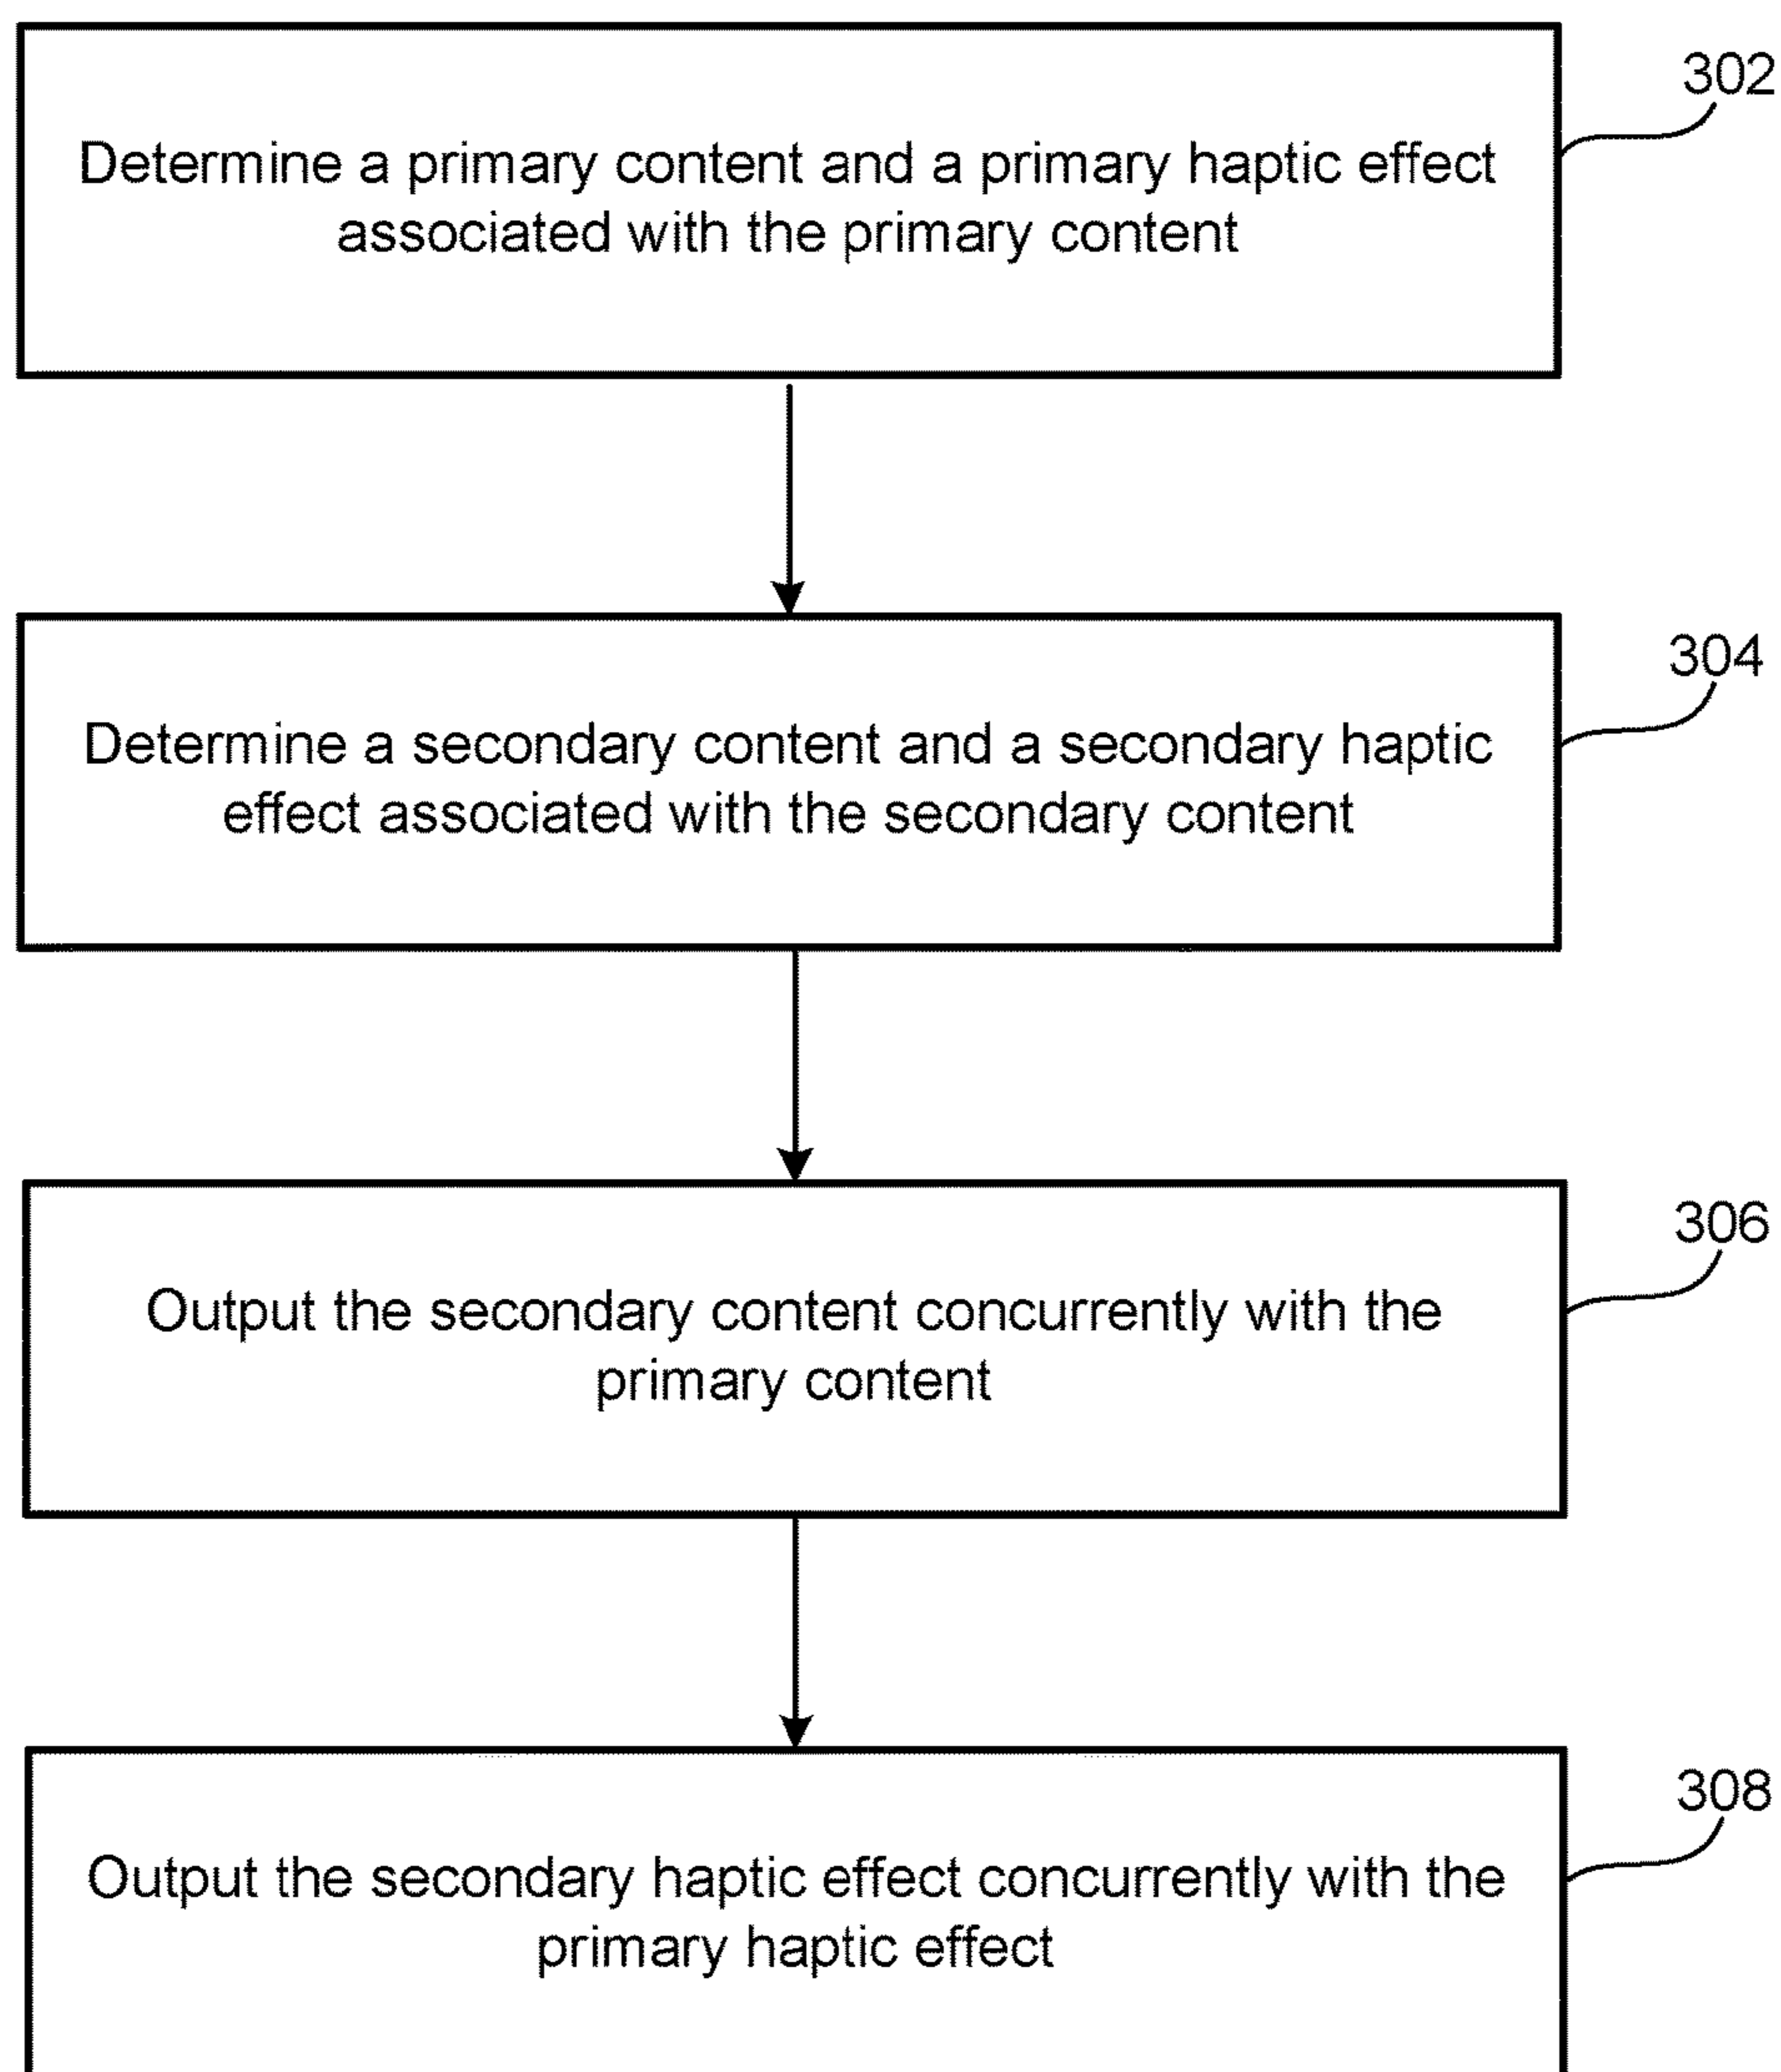 302
Determine a primary content and a primary haptic effect
associated with the primary content
304
Determine a secondary content and a secondary haptic
effect associated with the secondary content
306
Output the secondary content concurrently with the
primary content
308
Output the secondary haptic effect concurrently with the
primary haptic effect